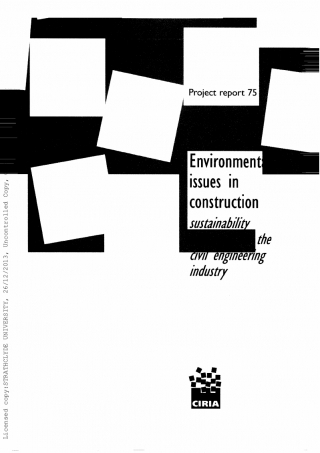 Project report 75
Environment
issues in
construction
sustainability
the
civil engineering
industry
CIRIA
Licensed copy:STRATHCLYDE UNIVERSITY, 26/12/2013, Uncontrolled Copy,